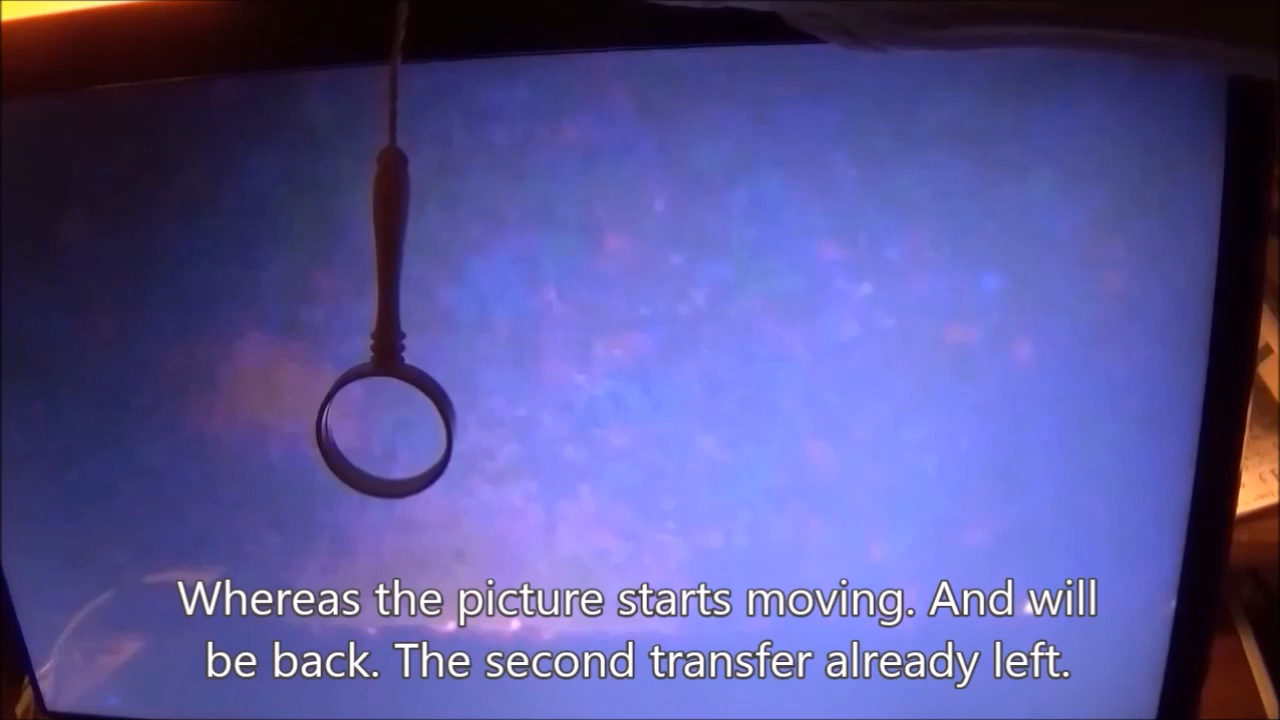 Whereas the picture starts moving. And will
be back. The second transfer already left.